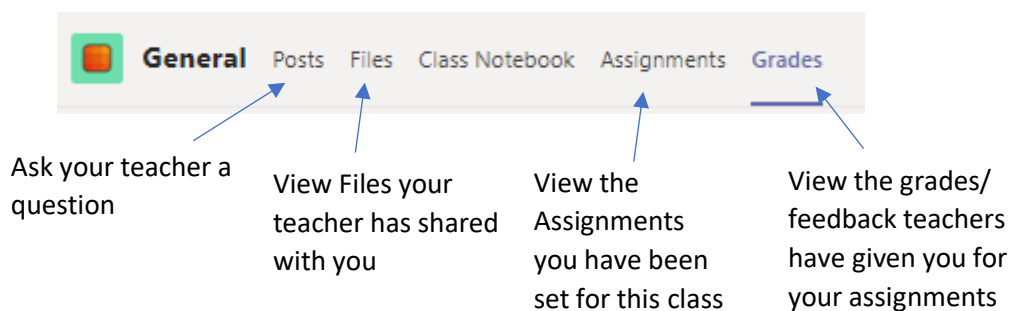 General Posts Files Class Notebook Assignments Grades
Ask your teacher a
question
View Files your
teacher has shared
with you
View the
Assignments
you have been
set for this class
View the grades/
feedback teachers
have given you for
your assignments